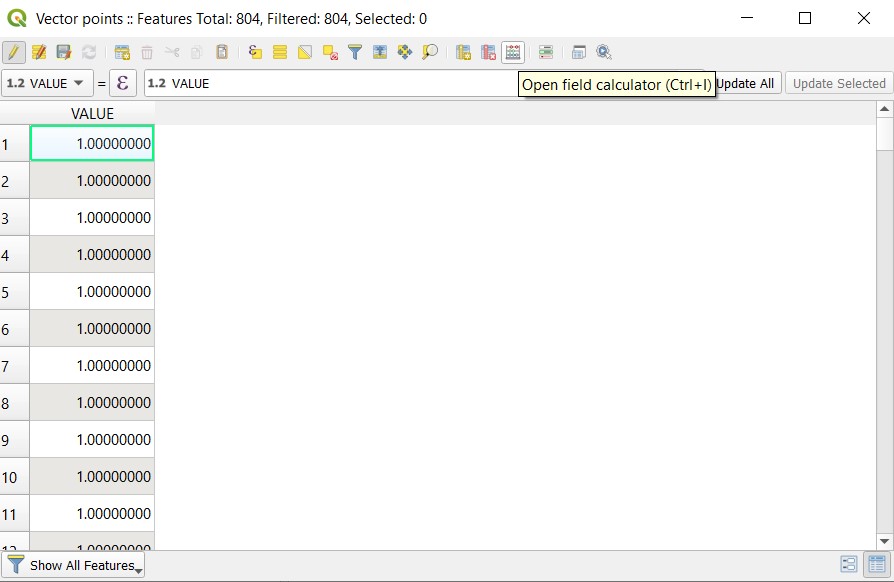 Vector points :: Features Total: 804, Filtered: 804, Selected: 0
1.2 VALUE = ε 1.2 VALUE Update All Update Selected
Open field calculator (Ctrl+I)
VALUE
1 1.00000000
2 1.00000000
3 1.00000000
4 1.00000000
5 1.00000000
6 1.00000000
7 1.00000000
8 1.00000000
9 1.00000000
10 1.00000000
11 1.00000000
12 1.00000000
Show All Features